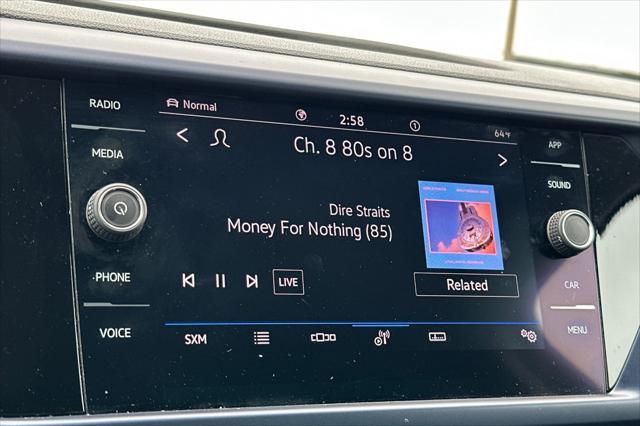 RADIO
MEDIA
PHONE
VOICE
Normal
2:58
1
64°F
Ch. 8 80s on 8
Dire Straits
Money For Nothing (85)
LIVE
Related
SXM
APP
SOUND
CAR
MENU